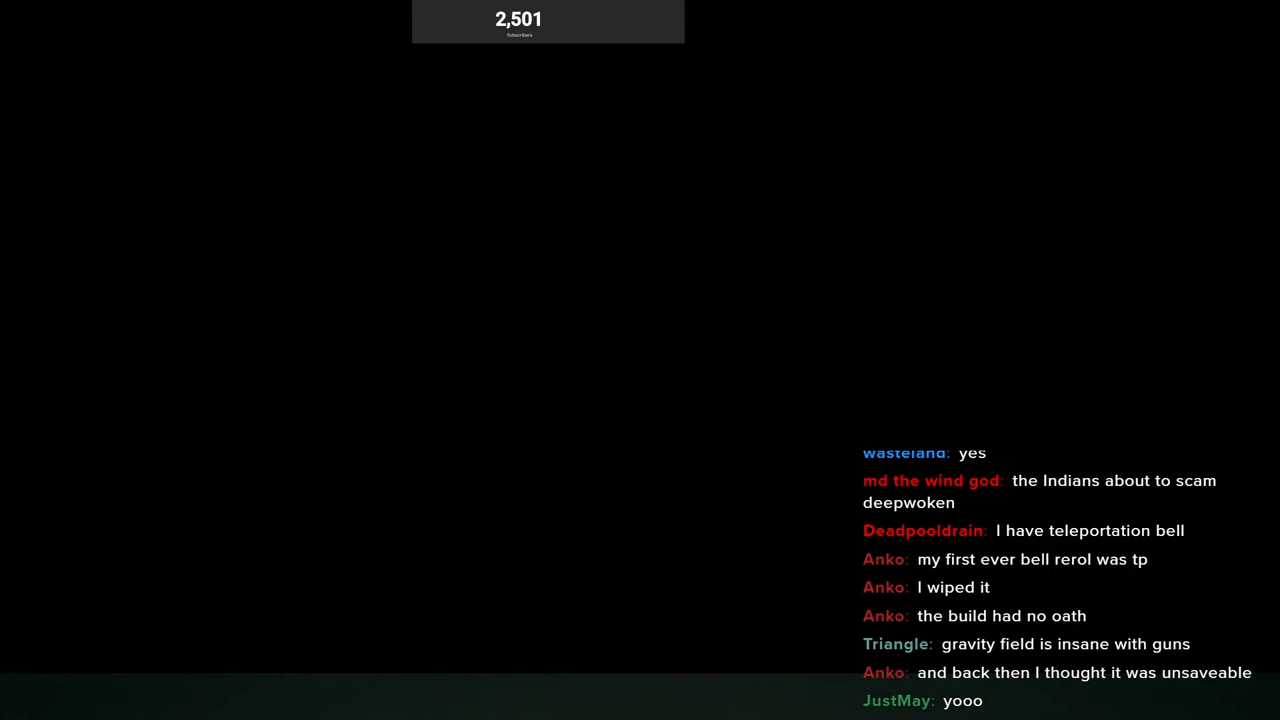 2,501
Subscribers
wasteland: yes
md the wind god: the Indians about to scam
deepwoken
Deadpooldrain: I have teleportation bell
Anko: my first ever bell rerol was tp
Anko: I wiped it
Anko: the build had no oath
Triangle: gravity field is insane with guns
Anko: and back then I thought it was unsaveable
JustMay: yooo